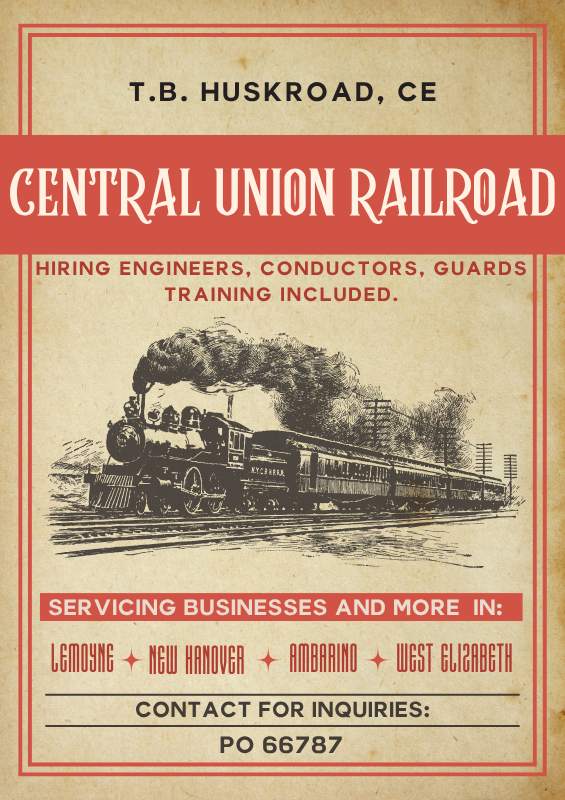 T.B. HUSKROAD, CE
CENTRAL UNION RAILROAD
HIRING ENGINEERS, CONDUCTORS, GUARDS
TRAINING INCLUDED.
N.Y.C.& H.R.R.R.
SERVICING BUSINESSES AND MORE IN:
LEMOYNE ✦ NEW HANOVER ✦ AMBARINO ✦ WEST ELIZABETH
CONTACT FOR INQUIRIES:
PO 66787